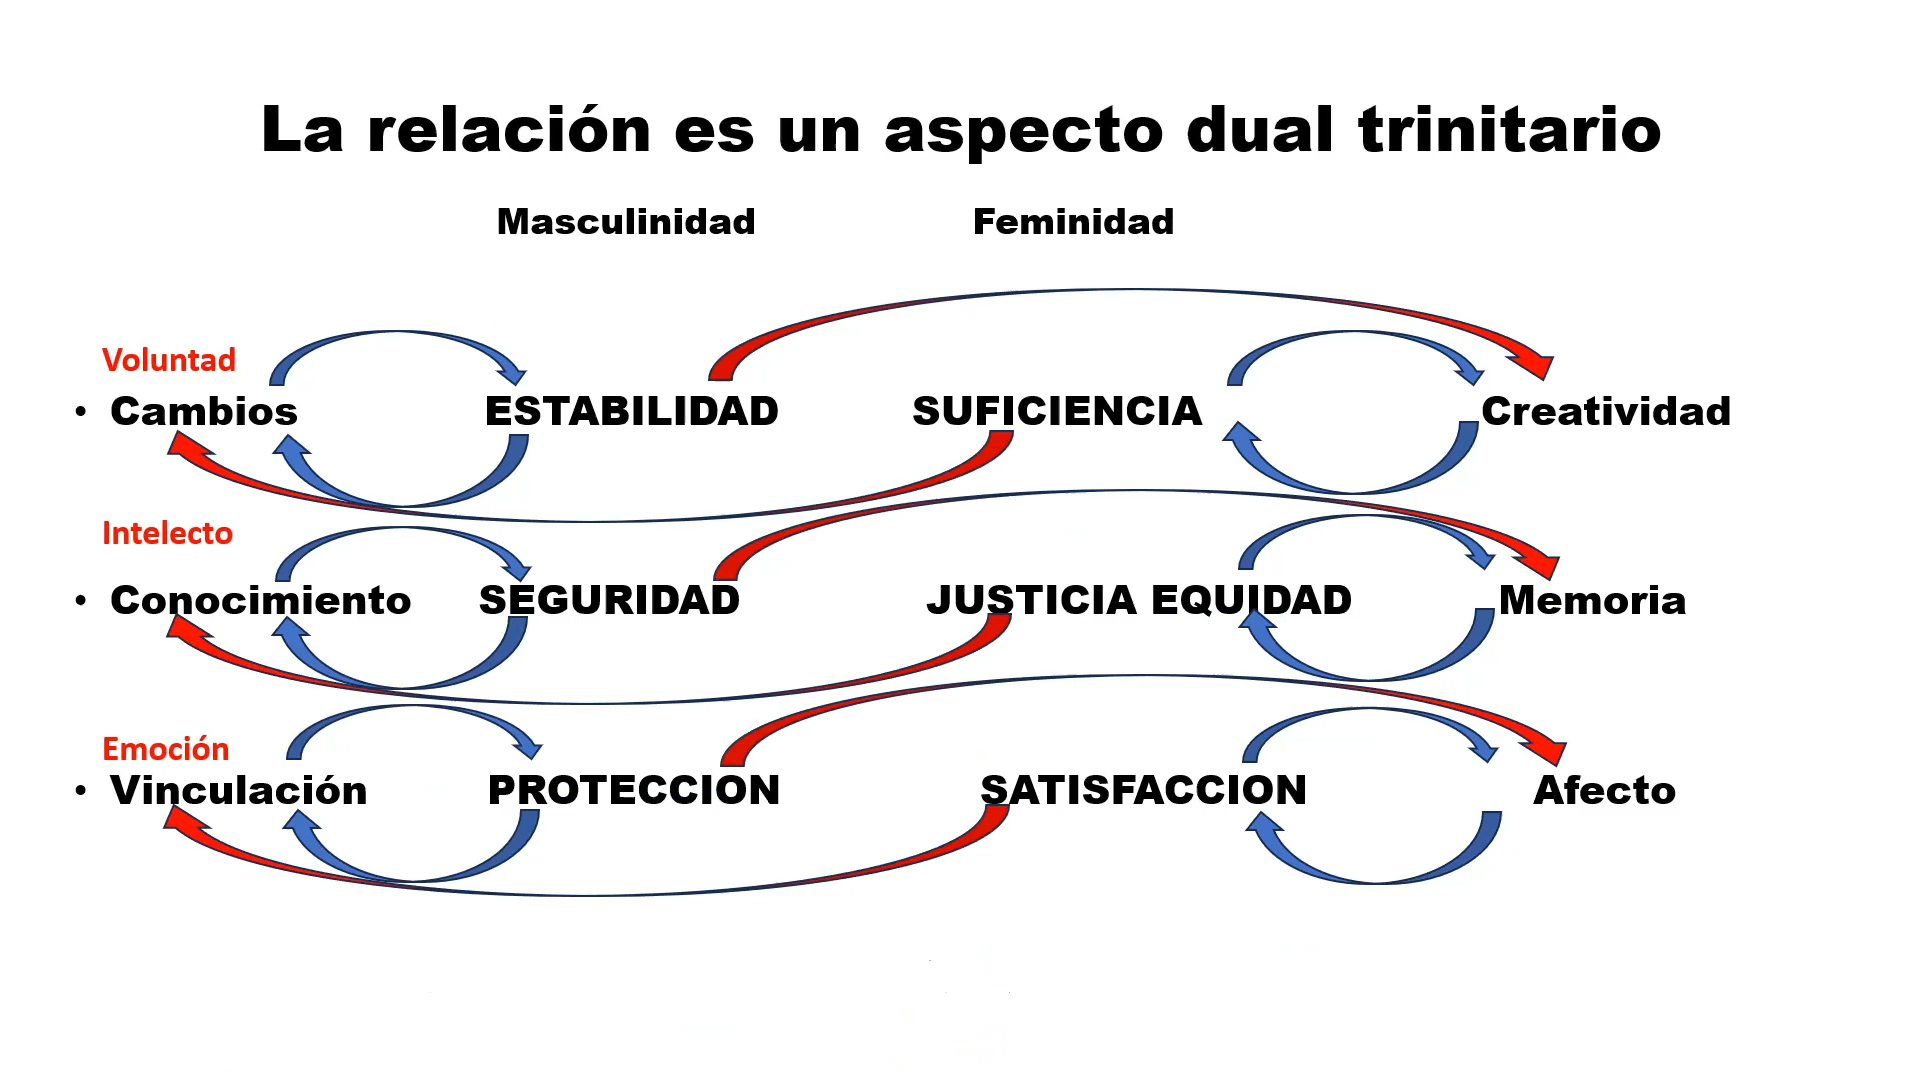 La relación es un aspecto dual trinitario
Masculinidad Feminidad
Voluntad
• Cambios ESTABILIDAD SUFICIENCIA Creatividad
Intelecto
• Conocimiento SEGURIDAD JUSTICIA EQUIDAD Memoria
Emoción
• Vinculación PROTECCION SATISFACCION Afecto